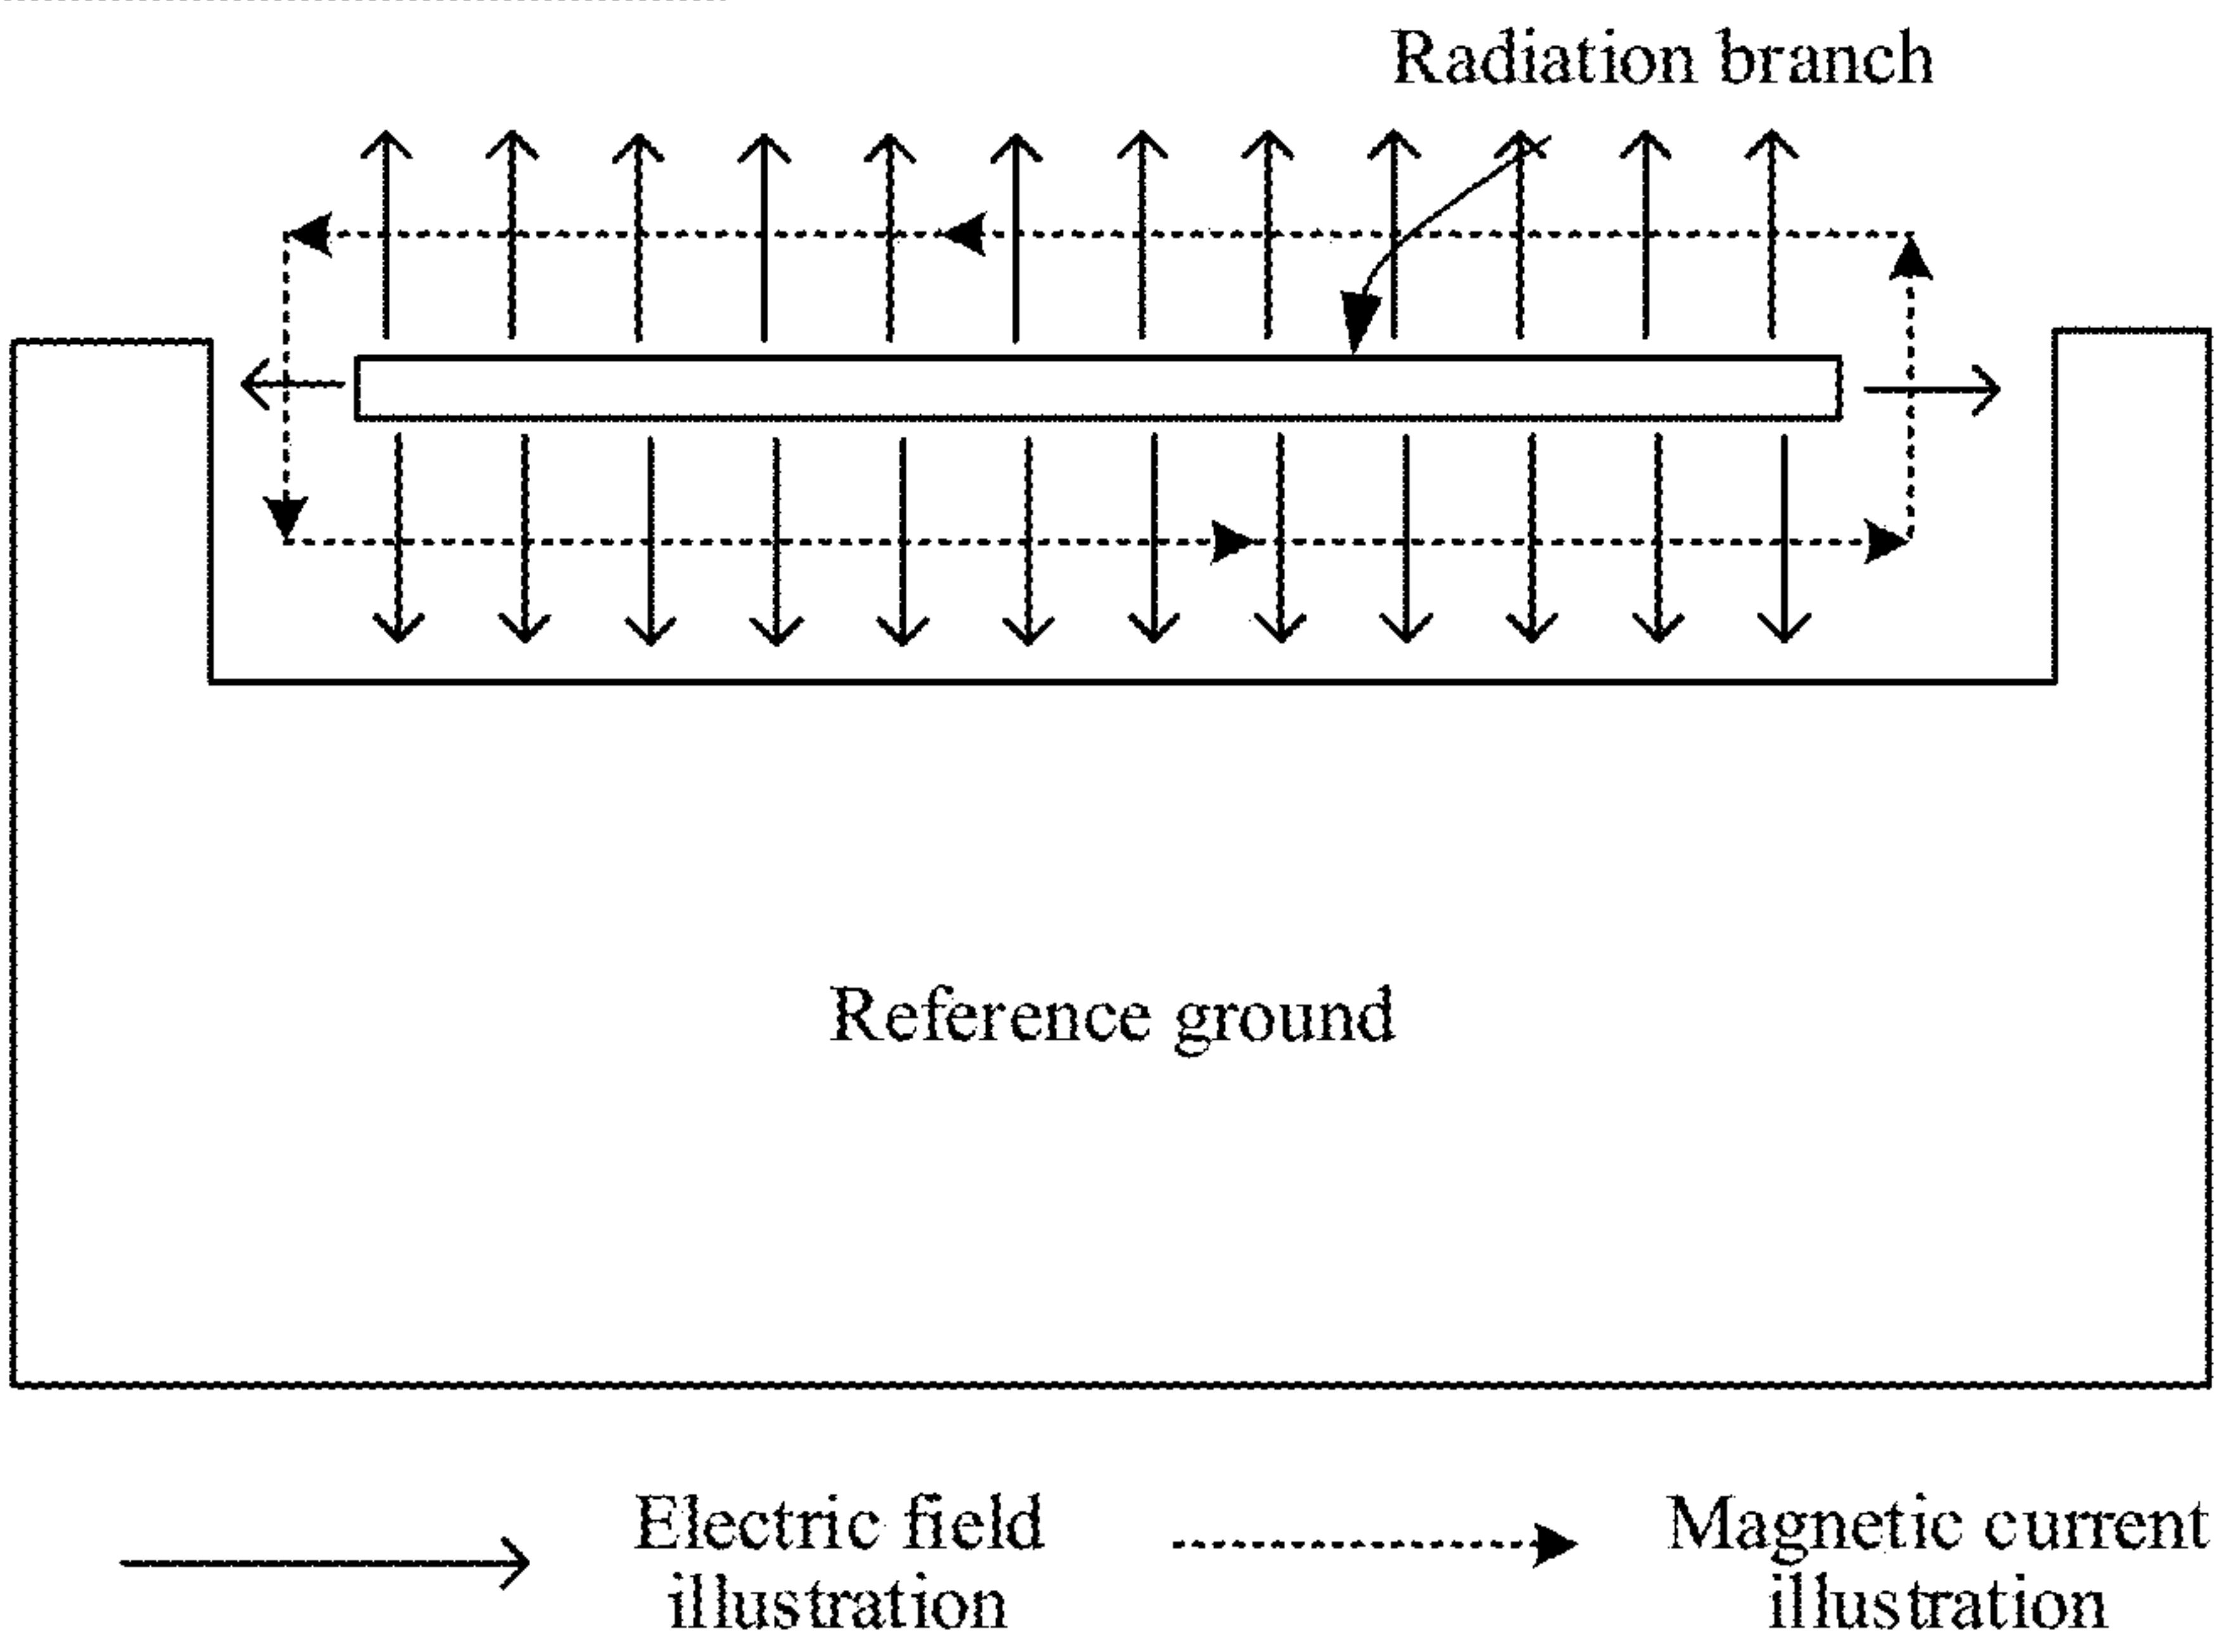 Radiation branch
Reference ground
Electric field
illustration
Magnetic current
illustration